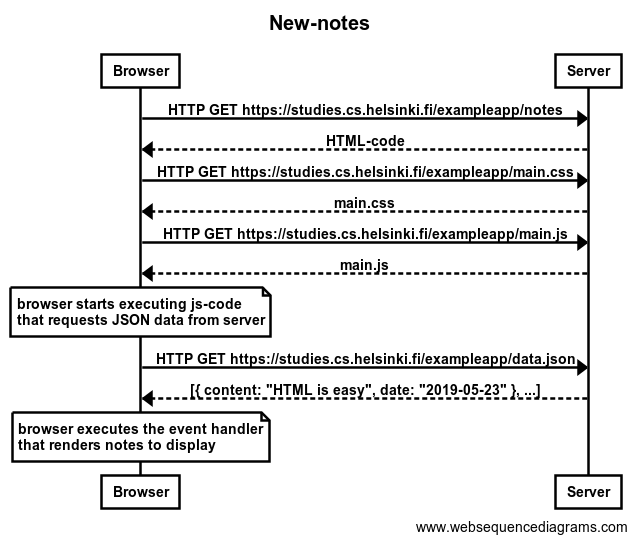 New-notes
Browser
Server
HTTP GET https://studies.cs.helsinki.fi/exampleapp/notes
HTML-code
HTTP GET https://studies.cs.helsinki.fi/exampleapp/main.css
main.css
HTTP GET https://studies.cs.helsinki.fi/exampleapp/main.js
main.js
browser starts executing js-code
that requests JSON data from server
HTTP GET https://studies.cs.helsinki.fi/exampleapp/data.json
[{ content: "HTML is easy", date: "2019-05-23" }, ...]
browser executes the event handler
that renders notes to display
Browser
Server
www.websequencediagrams.com